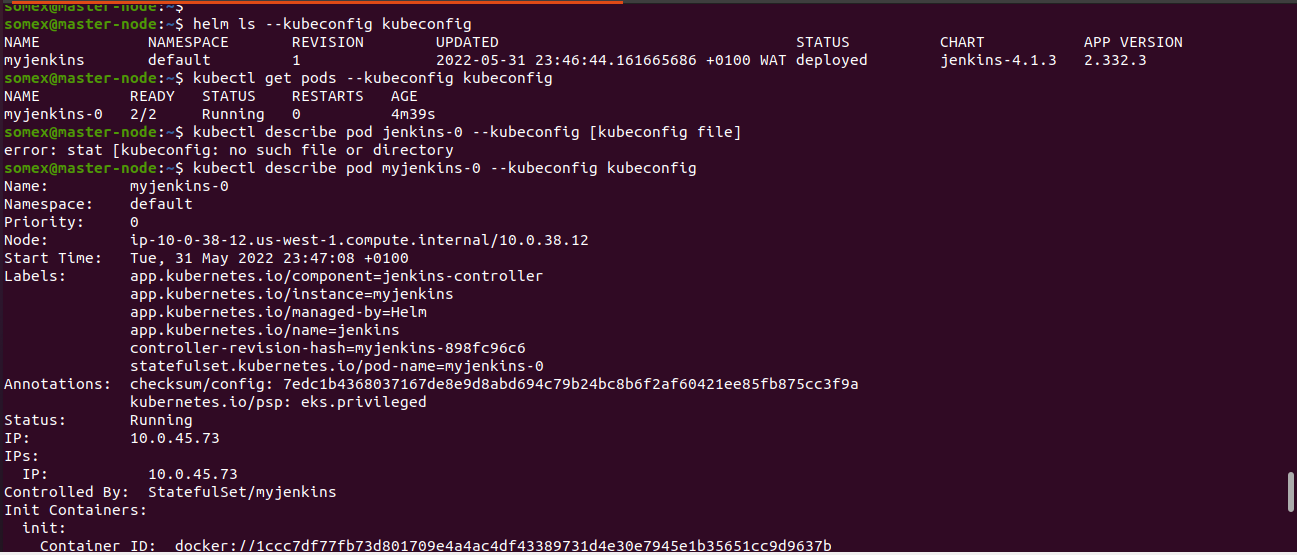 somex@master-node:~$
somex@master-node:~$ helm ls --kubeconfig kubeconfig
NAME NAMESPACE REVISION UPDATED STATUS CHART APP VERSION
myjenkins default 1 2022-05-31 23:46:44.161665686 +0100 WAT deployed jenkins-4.1.3 2.332.3
somex@master-node:~$ kubectl get pods --kubeconfig kubeconfig
NAME READY STATUS RESTARTS AGE
myjenkins-0 2/2 Running 0 4m39s
somex@master-node:~$ kubectl describe pod jenkins-0 --kubeconfig [kubeconfig file]
error: stat [kubeconfig: no such file or directory
somex@master-node:~$ kubectl describe pod myjenkins-0 --kubeconfig kubeconfig
Name: myjenkins-0
Namespace: default
Priority: 0
Node: ip-10-0-38-12.us-west-1.compute.internal/10.0.38.12
Start Time: Tue, 31 May 2022 23:47:08 +0100
Labels: app.kubernetes.io/component=jenkins-controller
app.kubernetes.io/instance=myjenkins
app.kubernetes.io/managed-by=Helm
app.kubernetes.io/name=jenkins
controller-revision-hash=myjenkins-898fc96c6
statefulset.kubernetes.io/pod-name=myjenkins-0
Annotations: checksum/config: 7edc1b4368037167de8e9d8abd694c79b24bc8b6f2af60421ee85fb875cc3f9a
kubernetes.io/psp: eks.privileged
Status: Running
IP: 10.0.45.73
IPs:
IP: 10.0.45.73
Controlled By: StatefulSet/myjenkins
Init Containers:
init:
Container ID: docker://1ccc7df77fb73d801709e4a4ac4df43389731d4e30e7945e1b35651cc9d9637b